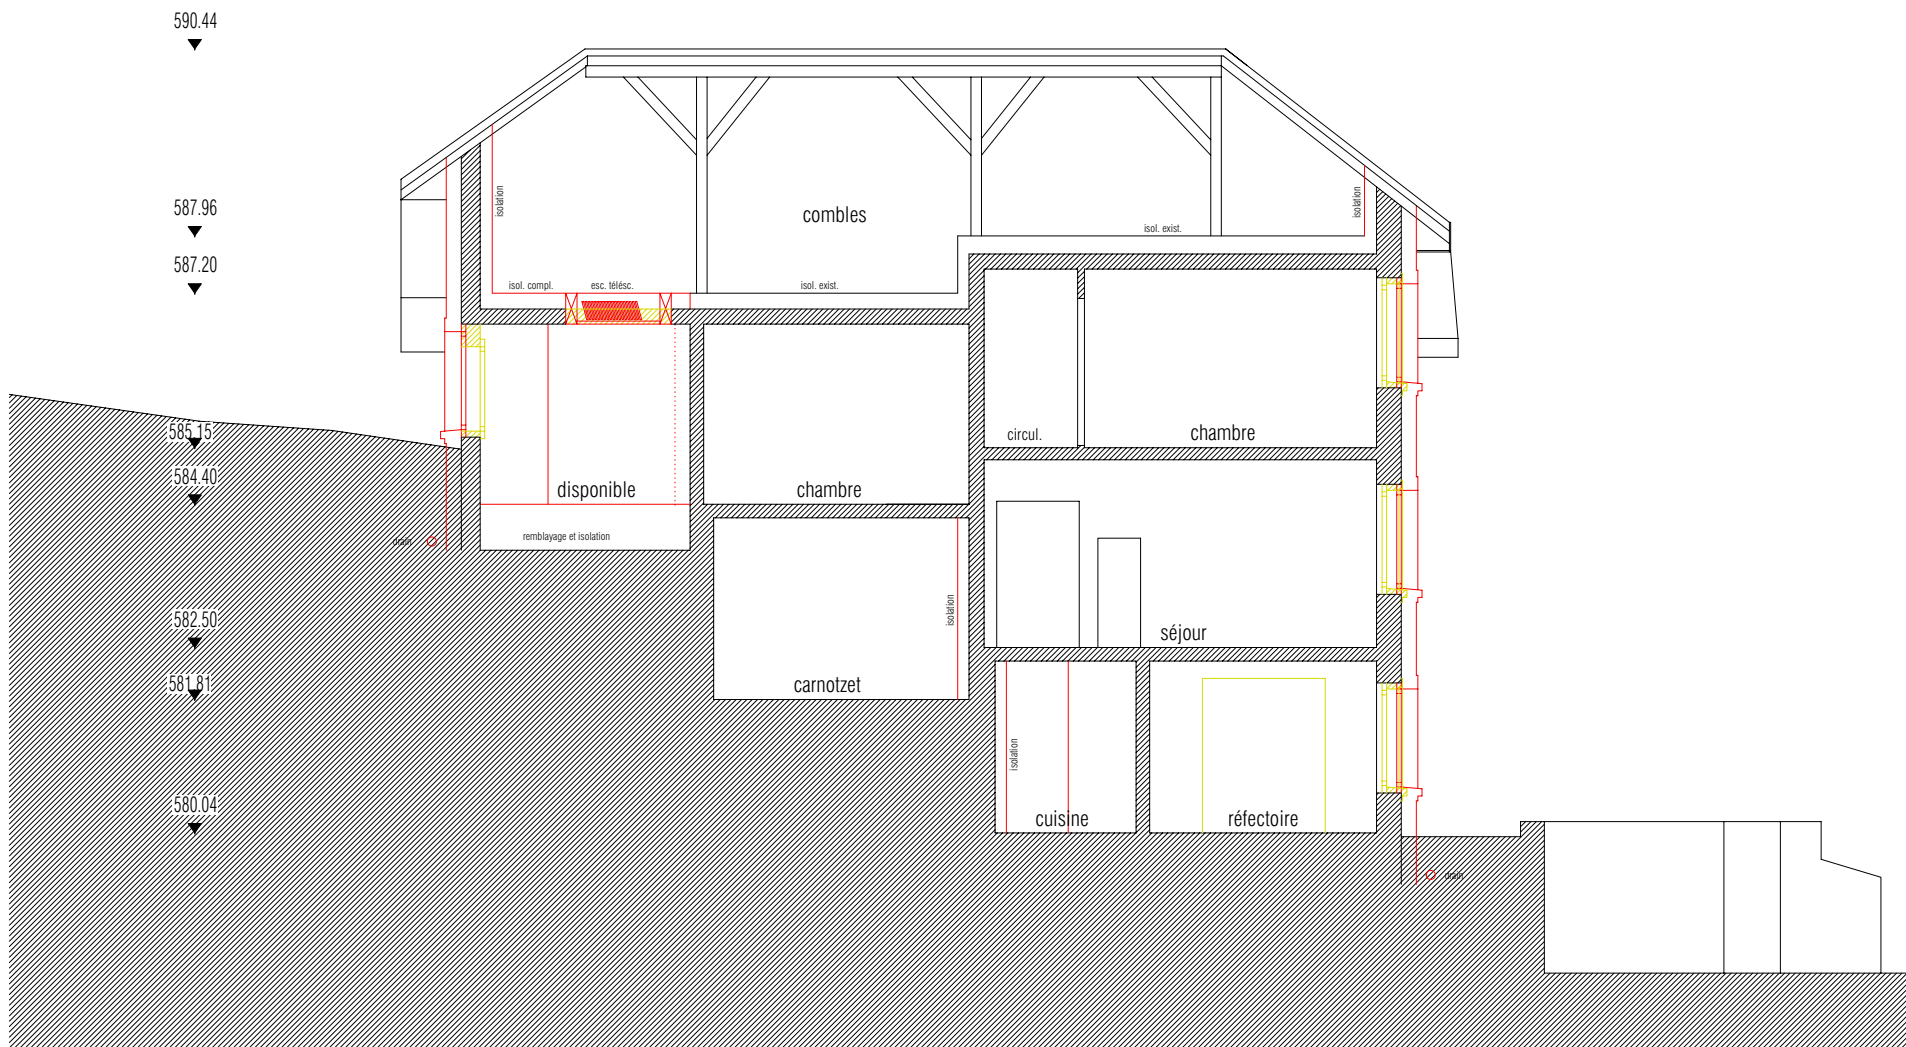 590.44
587.96
587.20
585.15
584.40
582.50
581.81
580.04
isolation
combles
isolation
isol. exist.
isol. compl.
esc. télésc.
isol. exist.
circul.
chambre
disponible
chambre
remblayage et isolation
drain
isolation
séjour
carnotzet
isolation
cuisine
réfectoire
drain